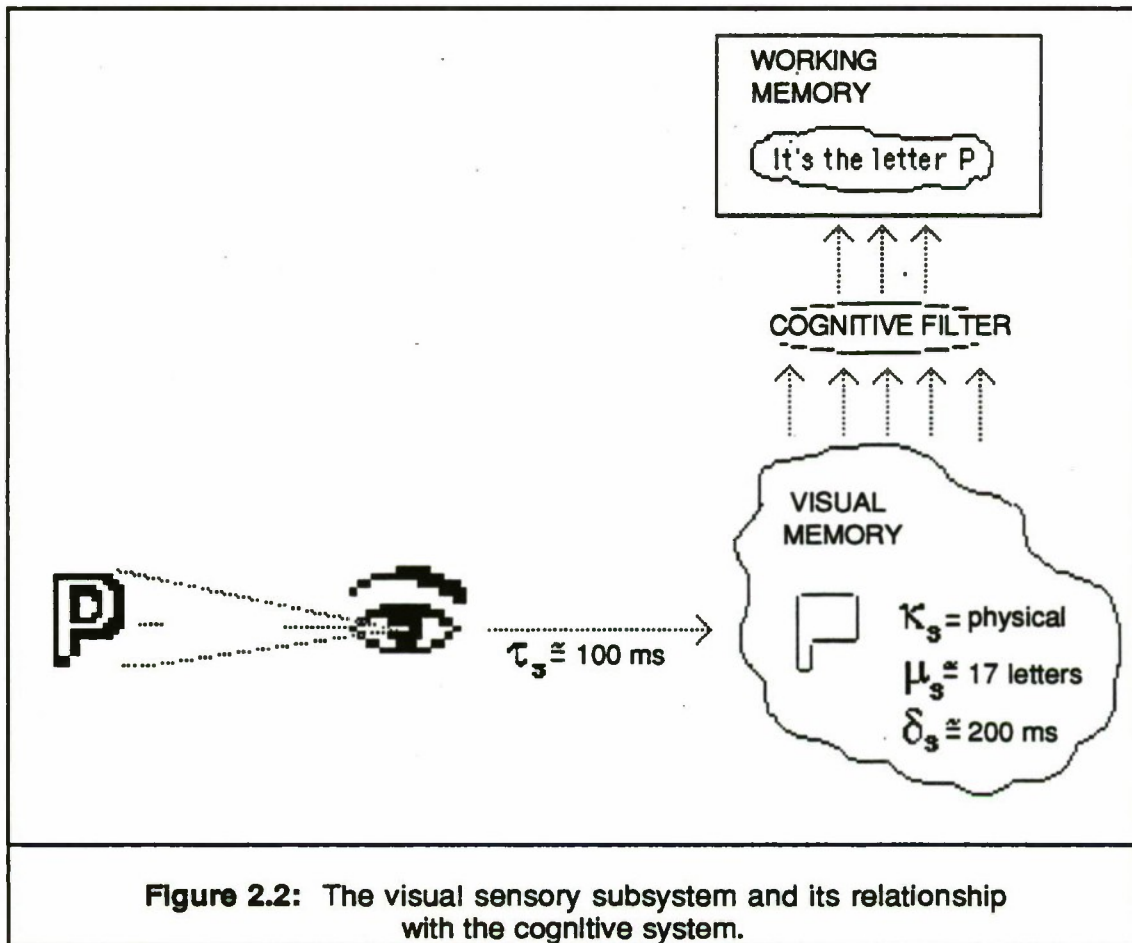 WORKING
MEMORY
It's the letter P
COGNITIVE FILTER
VISUAL
MEMORY
P
P
κₛ = physical
τₛ ≅ 100 ms
μₛ ≅ 17 letters
δₛ ≅ 200 ms
Figure 2.2: The visual sensory subsystem and its relationship
with the cognitive system.